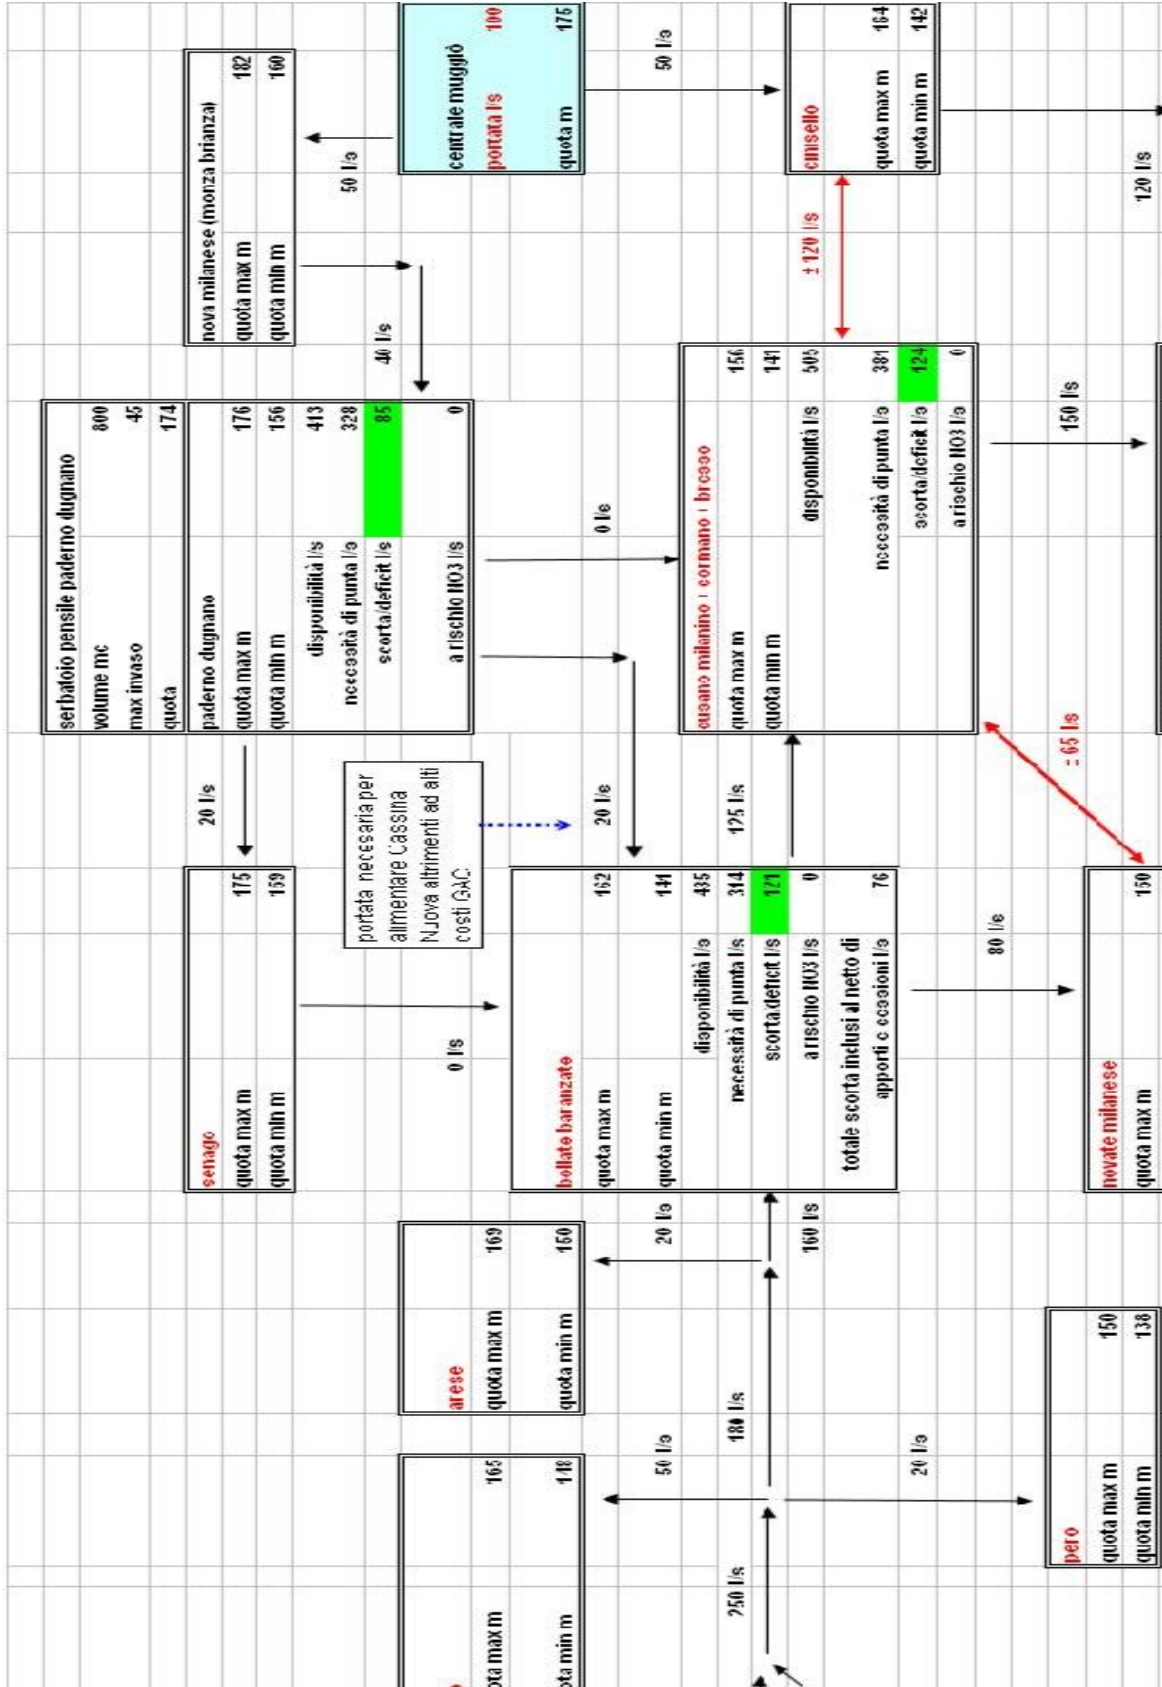 serbatoio pensile paderno dugnano
volume mc 800
max invaso 45
quota 174
paderno dugnano
quota max m 176
quota min m 156
disponibilità l/s 413
necessità di punta l/s 328
scorta/deficit l/s 85
a rischio NO3 l/s 0
nova milanese (monza brianza)
quota max m 182
quota min m 160
50 l/s
40 l/s
centrale muggiò
portata l/s 100
quota m 175
50 l/s
cinisello
quota max m 164
quota min m 142
120 l/s
± 120 l/s
senago
quota max m 175
quota min m 159
20 l/s
0 l/s
portata necesaria per
alimentare Cassina
Nuova altrimenti ad alti
costi GAC
20 l/s
0 l/s
bollate baranzate
quota max m 162
quota min m 141
disponibilità l/s 435
necessità di punta l/s 314
scorta/deficit l/s 121
a rischio NO3 l/s 0
totale scorta inclusi al netto di
apporti e cessioni l/s 76
125 l/s
cusano milanino + cormano + bresso
quota max m 156
quota min m 141
disponibilità l/s 505
necessità di punta l/s 381
scorta/deficit l/s 124
a rischio NO3 l/s 0
150 l/s
± 65 l/s
80 l/s
novate milanese
quota max m 150
arese
quota max m 169
quota min m 150
20 l/s
160 l/s
180 l/s
50 l/s
20 l/s
250 l/s
pero
quota max m 150
quota min m 138
ota max m 165
ota min m 148